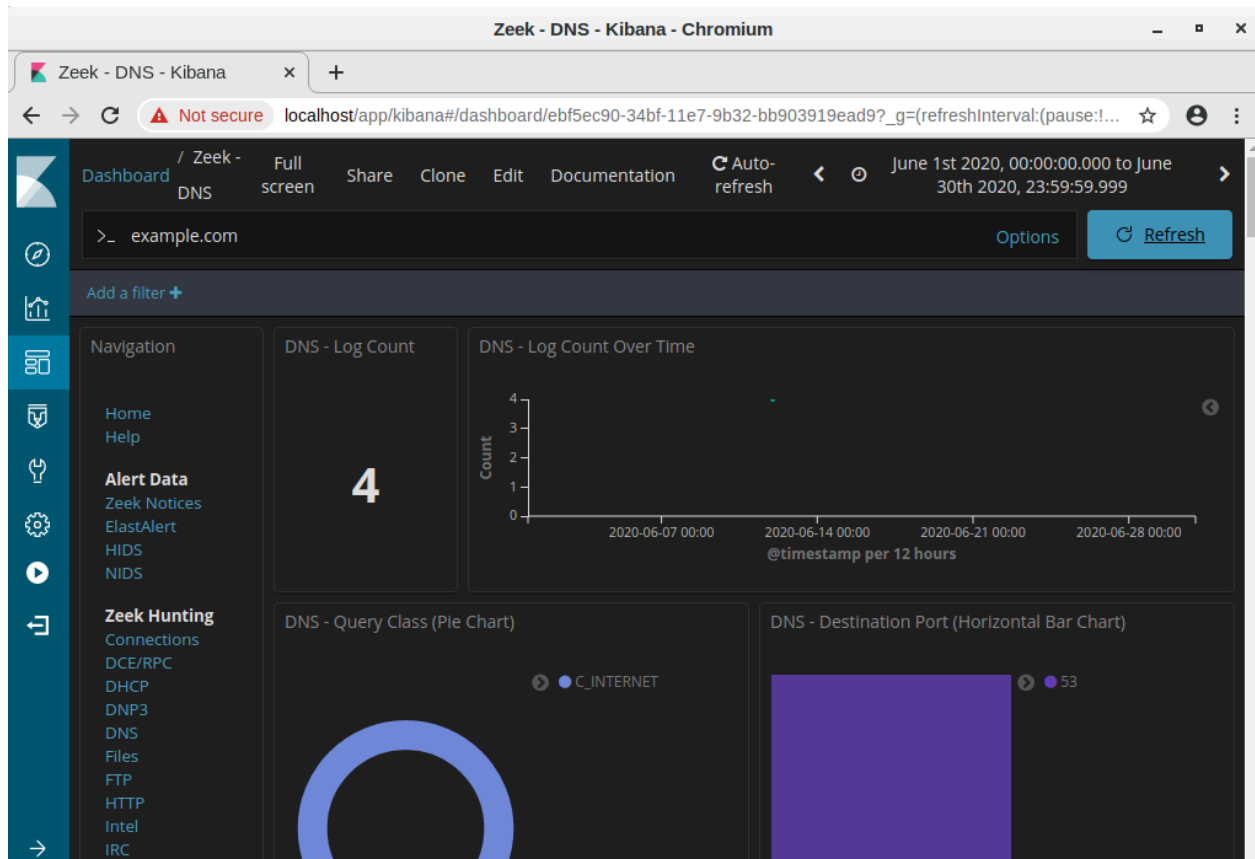 Zeek - DNS - Kibana - Chromium
Zeek - DNS - Kibana
Not secure localhost/app/kibana#/dashboard/ebf5ec90-34bf-11e7-9b32-bb903919ead9?_g=(refreshInterval:(pause:!...
Dashboard / Zeek - DNS Full screen Share Clone Edit Documentation Auto-refresh June 1st 2020, 00:00:00.000 to June 30th 2020, 23:59:59.999
>_ example.com Options Refresh
Add a filter +
Navigation
Home
Help
Alert Data
Zeek Notices
ElastAlert
HIDS
NIDS
Zeek Hunting
Connections
DCE/RPC
DHCP
DNP3
DNS
Files
FTP
HTTP
Intel
IRC
DNS - Log Count
4
DNS - Log Count Over Time
Count
4
3
2
1
0
2020-06-07 00:00 2020-06-14 00:00 2020-06-21 00:00 2020-06-28 00:00
@timestamp per 12 hours
DNS - Query Class (Pie Chart)
C_INTERNET
DNS - Destination Port (Horizontal Bar Chart)
53